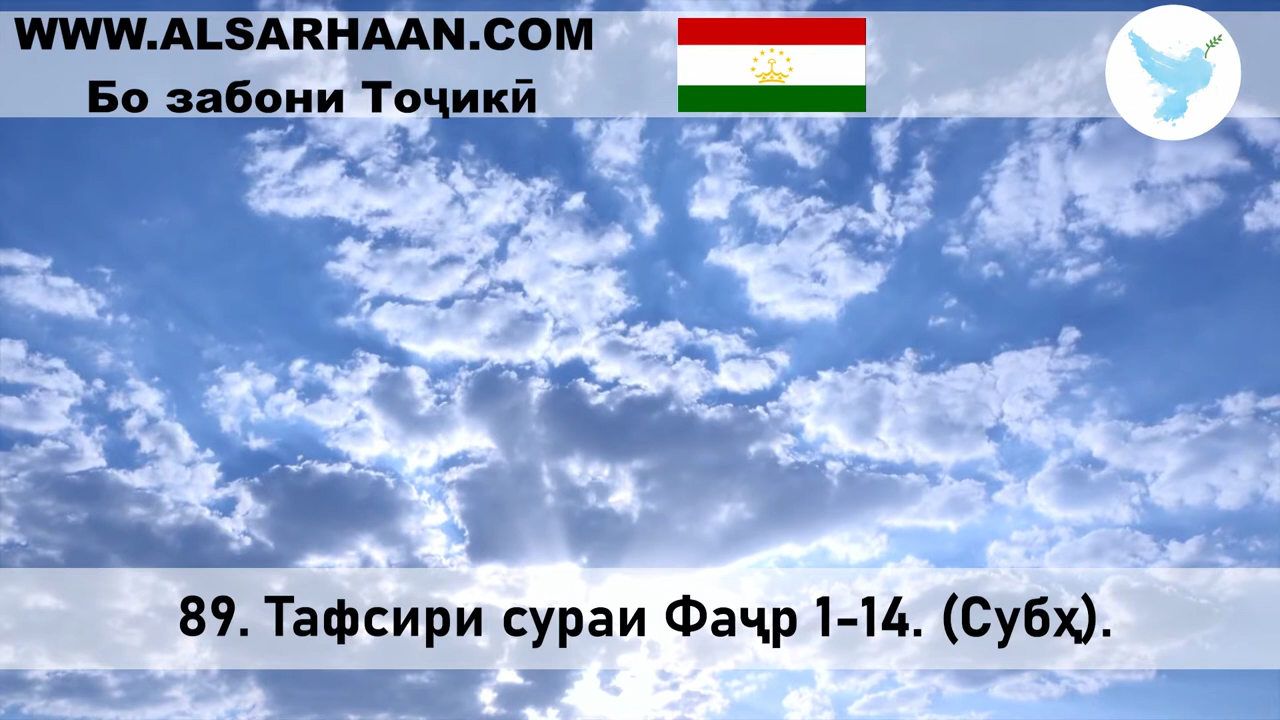 WWW.ALSARHAAN.COM
Бо забони Тоҷикӣ
89. Тафсири сураи Фаҷр 1-14. (Субҳ).